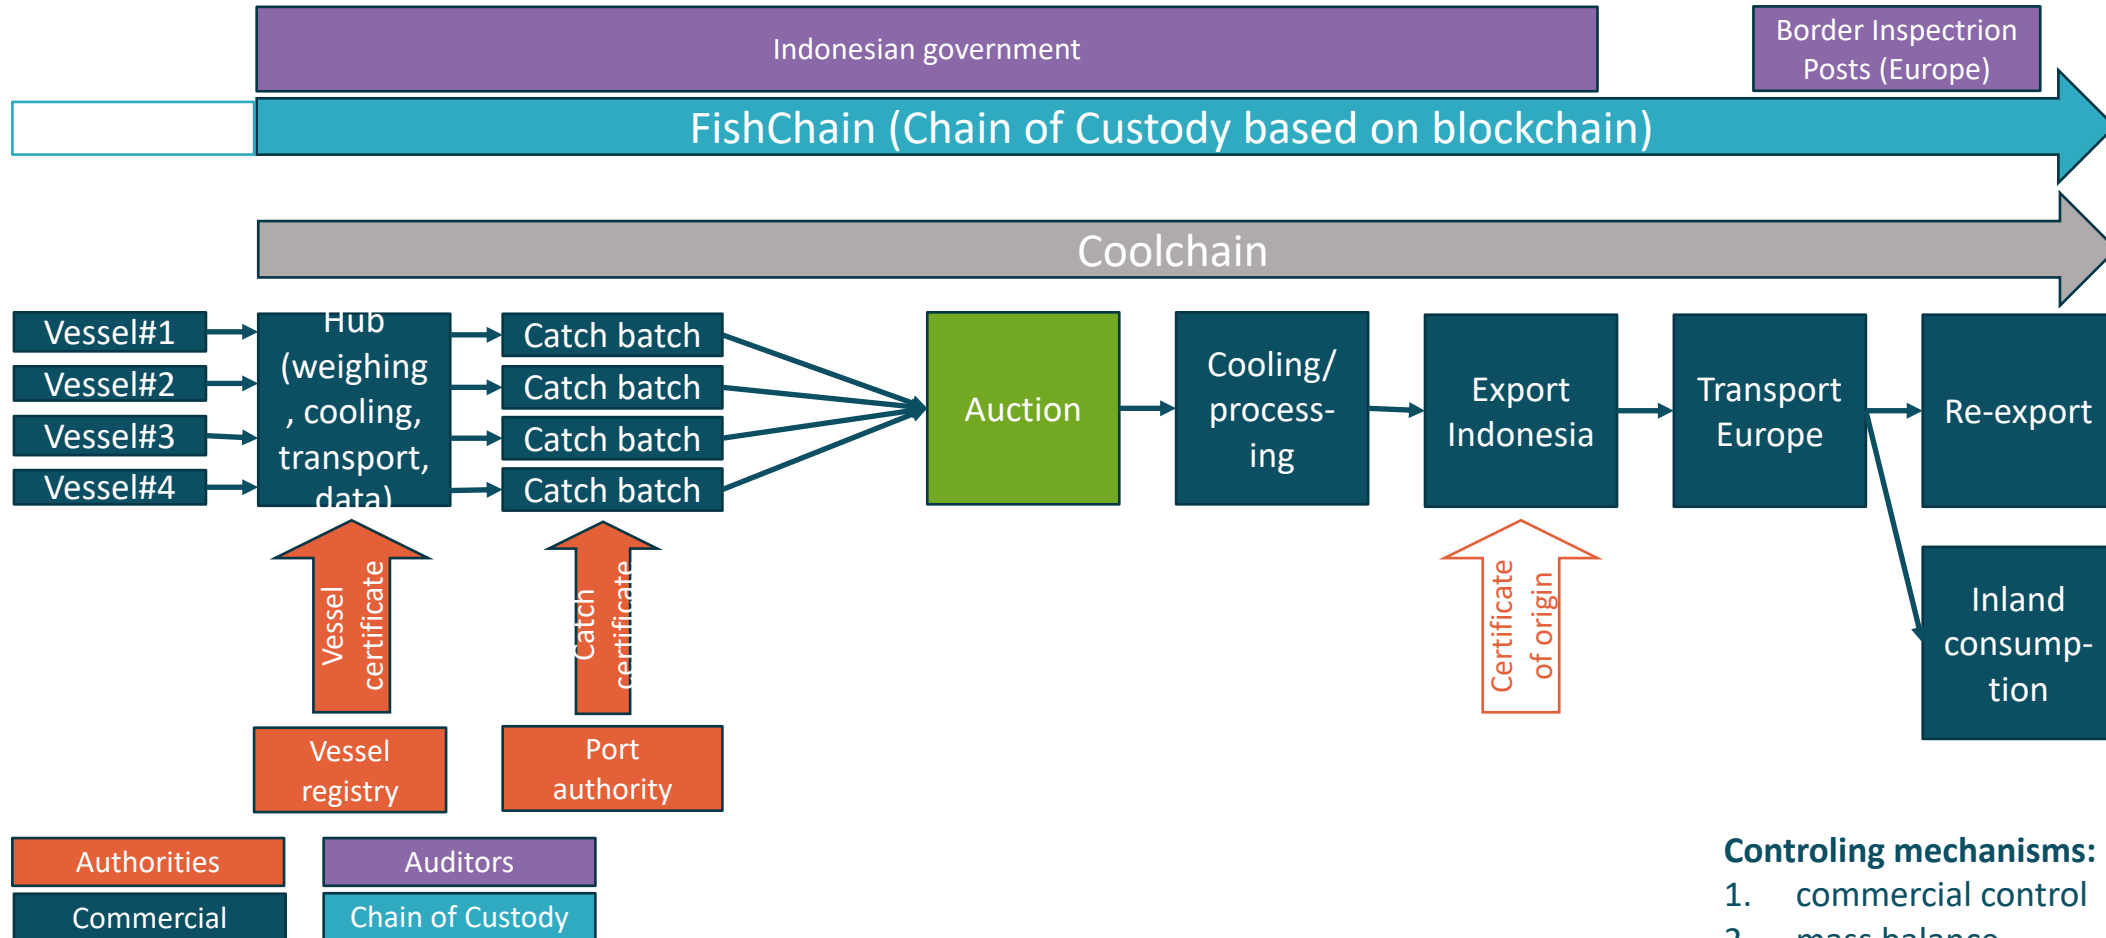 Indonesian government
Border Inspectrion
Posts (Europe)
FishChain (Chain of Custody based on blockchain)
Coolchain
Vessel#1
Vessel#2
Vessel#3
Vessel#4
Hub
(weighing
, cooling,
transport,
data)
Catch batch
Catch batch
Catch batch
Catch batch
Auction
Cooling/
process-
ing
Export
Indonesia
Transport
Europe
Re-export
Inland
consump-
tion
Vessel
certificate
Catch
certificate
Certificate
of origin
Vessel
registry
Port
authority
Authorities
Auditors
Commercial
Chain of Custody
Controling mechanisms:
1. commercial control
2. mass balance